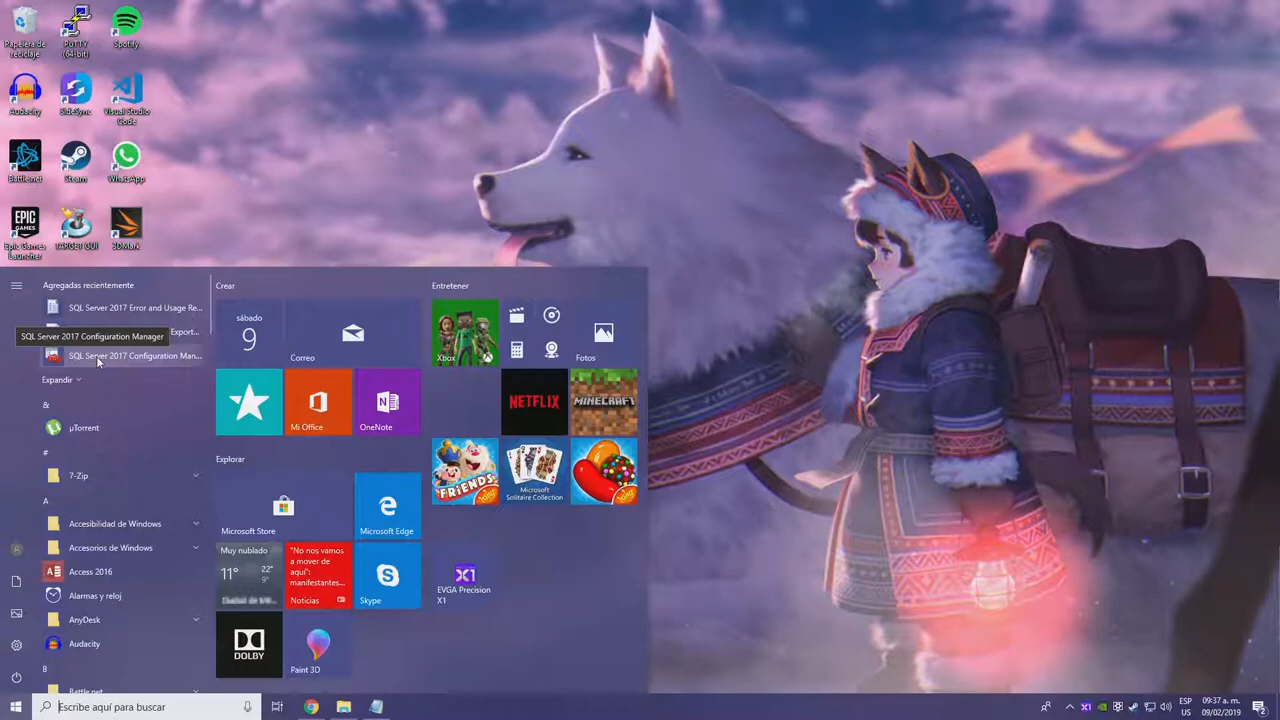 Papelera de
reciclaje
PuTTY
(64-bit)
Spotify
Audacity
SideSync
Visual Studio
Code
Battle.net
Steam
WhatsApp
EPIC
GAMES
Epic Games
Launcher
TARGET GUI
3DMark
Agregadas recientemente
SQL Server 2017 Error and Usage Re...
Export...
SQL Server 2017 Configuration Manager
SQL Server 2017 Configuration Man...
Expandir
&
µTorrent
#
7-Zip
A
Accesibilidad de Windows
Accesorios de Windows
Access 2016
Alarmas y reloj
AnyDesk
Audacity
B
Battle.net
Crear
sábado
9
Correo
Mi Office
OneNote
Explorar
Microsoft Store
Microsoft Edge
Muy nublado
11° 22°
9°
"No nos vamos
a mover de
aquí":
manifestantes...
Noticias
Skype
DOLBY
Paint 3D
Entretener
Xbox
Fotos
NETFLIX
MINECRAFT
FRIENDS
Microsoft
Solitaire Collection
X1
EVGA Precision
X1
Escribe aquí para buscar
ESP
US
09:37 a. m.
09/02/2019
2